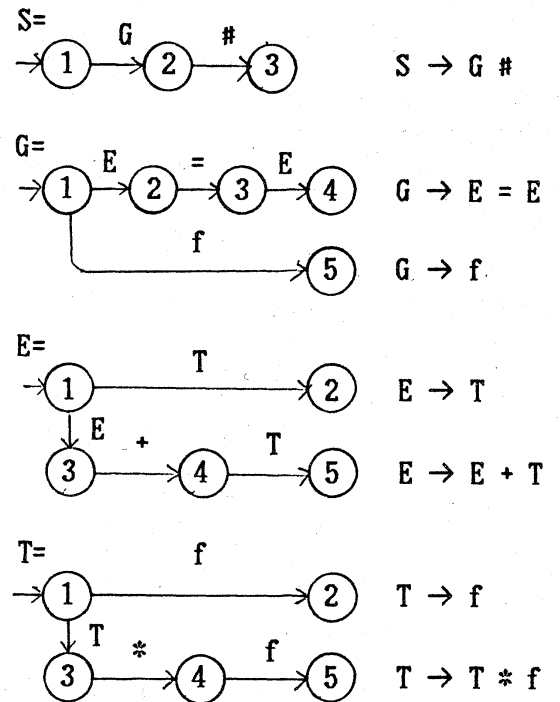 S=
G #
1 2 3 S → G #
G=
E = E
1 2 3 4 G → E = E
f
5 G → f
E=
T
1 2 E → T
E + T
3 4 5 E → E + T
T=
f
1 2 T → f
T * f
3 4 5 T → T * f